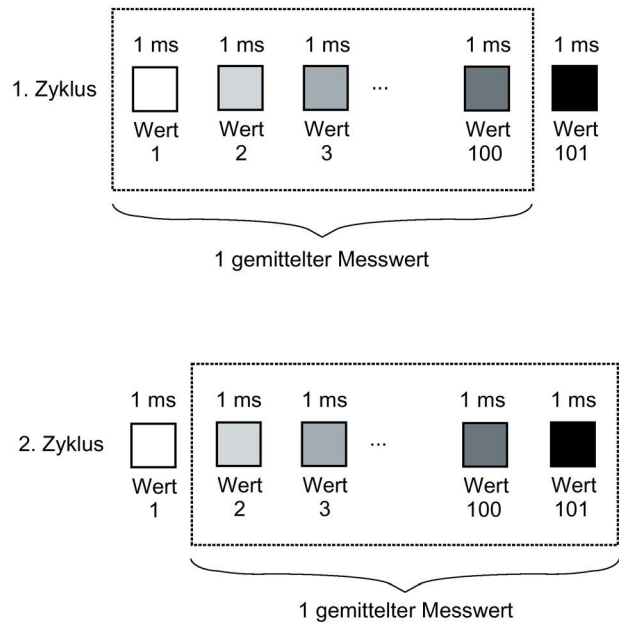 1 ms 1 ms 1 ms 1 ms 1 ms
1. Zyklus ...
Wert Wert Wert Wert Wert
1 2 3 100 101
1 gemittelter Messwert
1 ms 1 ms 1 ms 1 ms 1 ms
2. Zyklus ...
Wert Wert Wert Wert Wert
1 2 3 100 101
1 gemittelter Messwert